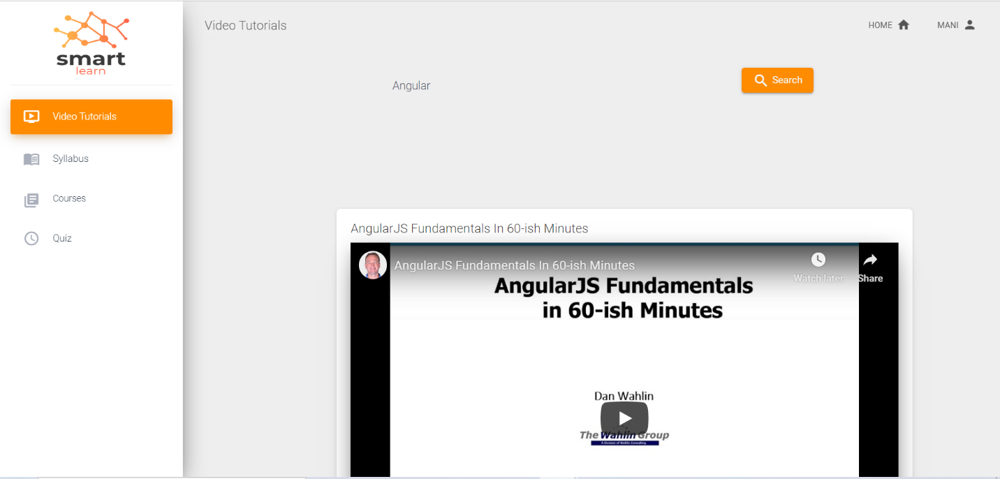 smart
learn
Video Tutorials
HOME
MANI
Video Tutorials
Syllabus
Courses
Quiz
Angular
Search
AngularJS Fundamentals In 60-ish Minutes
AngularJS Fundamentals In 60-ish Minutes
Watch later
Share
AngularJS Fundamentals
in 60-ish Minutes
Dan Wahlin
The Wahlin Group
A Division of Wahlin Consulting